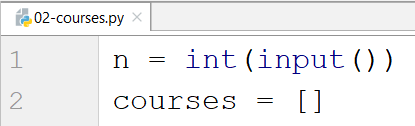 02-courses.py
1 n = int(input())
2 courses = []